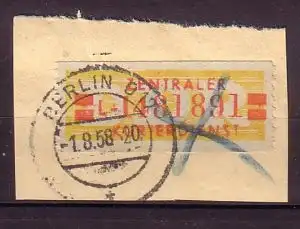 ZENTRALER
L-1481891
KURIERDIENST
BERLIN
-1.8.58-20